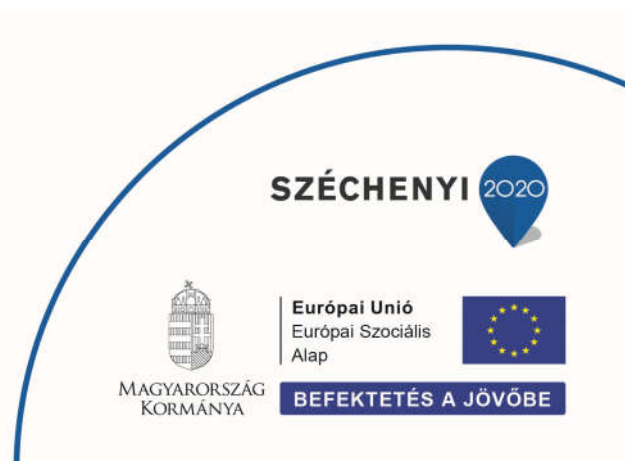 SZÉCHENYI 2020
Európai Unió
Európai Szociális
Alap
MAGYARORSZÁG
KORMÁNYA
BEFEKTETÉS A JÖVŐBE